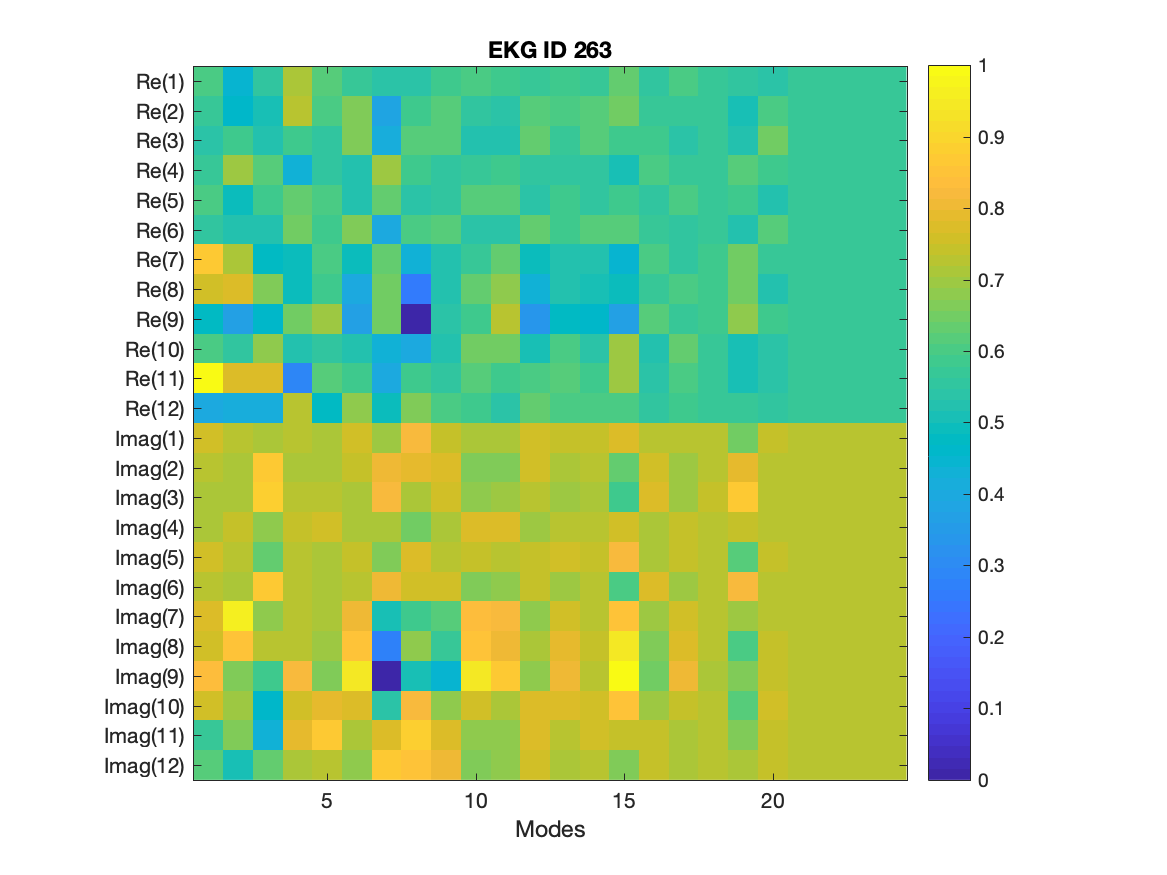 EKG ID 263
Re(1)
Re(2)
Re(3)
Re(4)
Re(5)
Re(6)
Re(7)
Re(8)
Re(9)
Re(10)
Re(11)
Re(12)
Imag(1)
Imag(2)
Imag(3)
Imag(4)
Imag(5)
Imag(6)
Imag(7)
Imag(8)
Imag(9)
Imag(10)
Imag(11)
Imag(12)
5 10 15 20
Modes
1
0.9
0.8
0.7
0.6
0.5
0.4
0.3
0.2
0.1
0